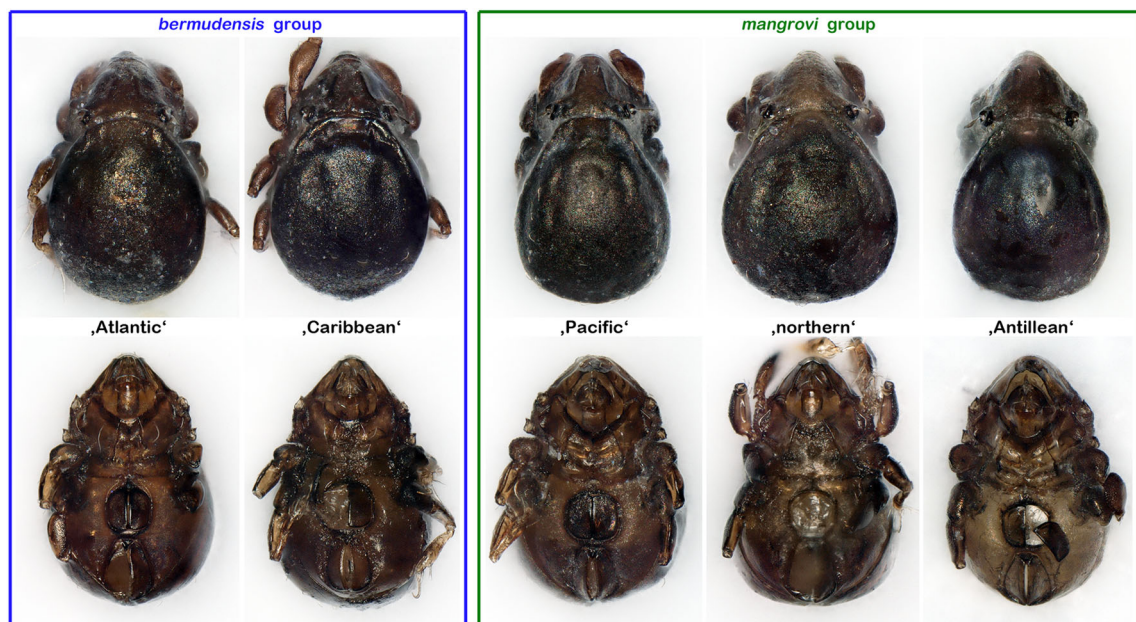 bermudensis group
mangrovi group
‚Atlantic‘
‚Caribbean‘
‚Pacific‘
‚northern‘
‚Antillean‘